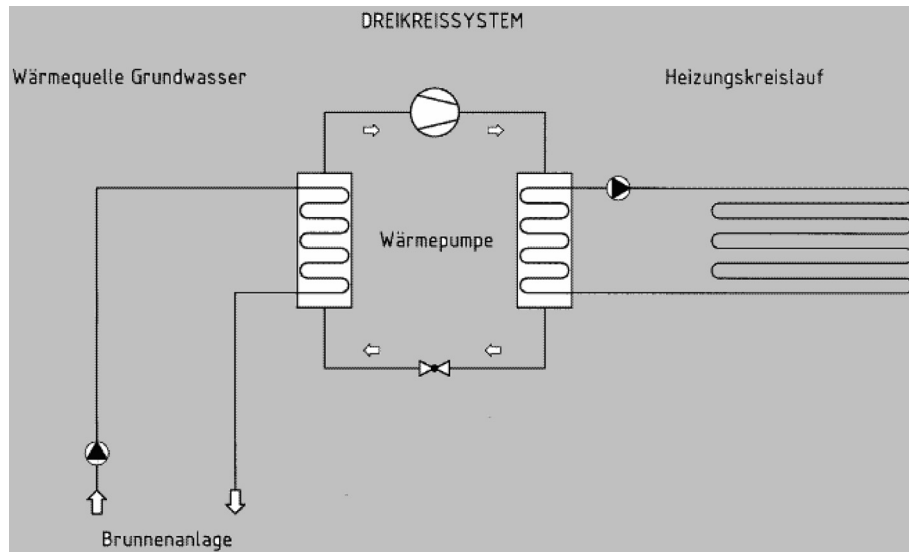 DREIKREISSYSTEM
Wärmequelle Grundwasser
Heizungskreislauf
Wärmepumpe
Brunnenanlage